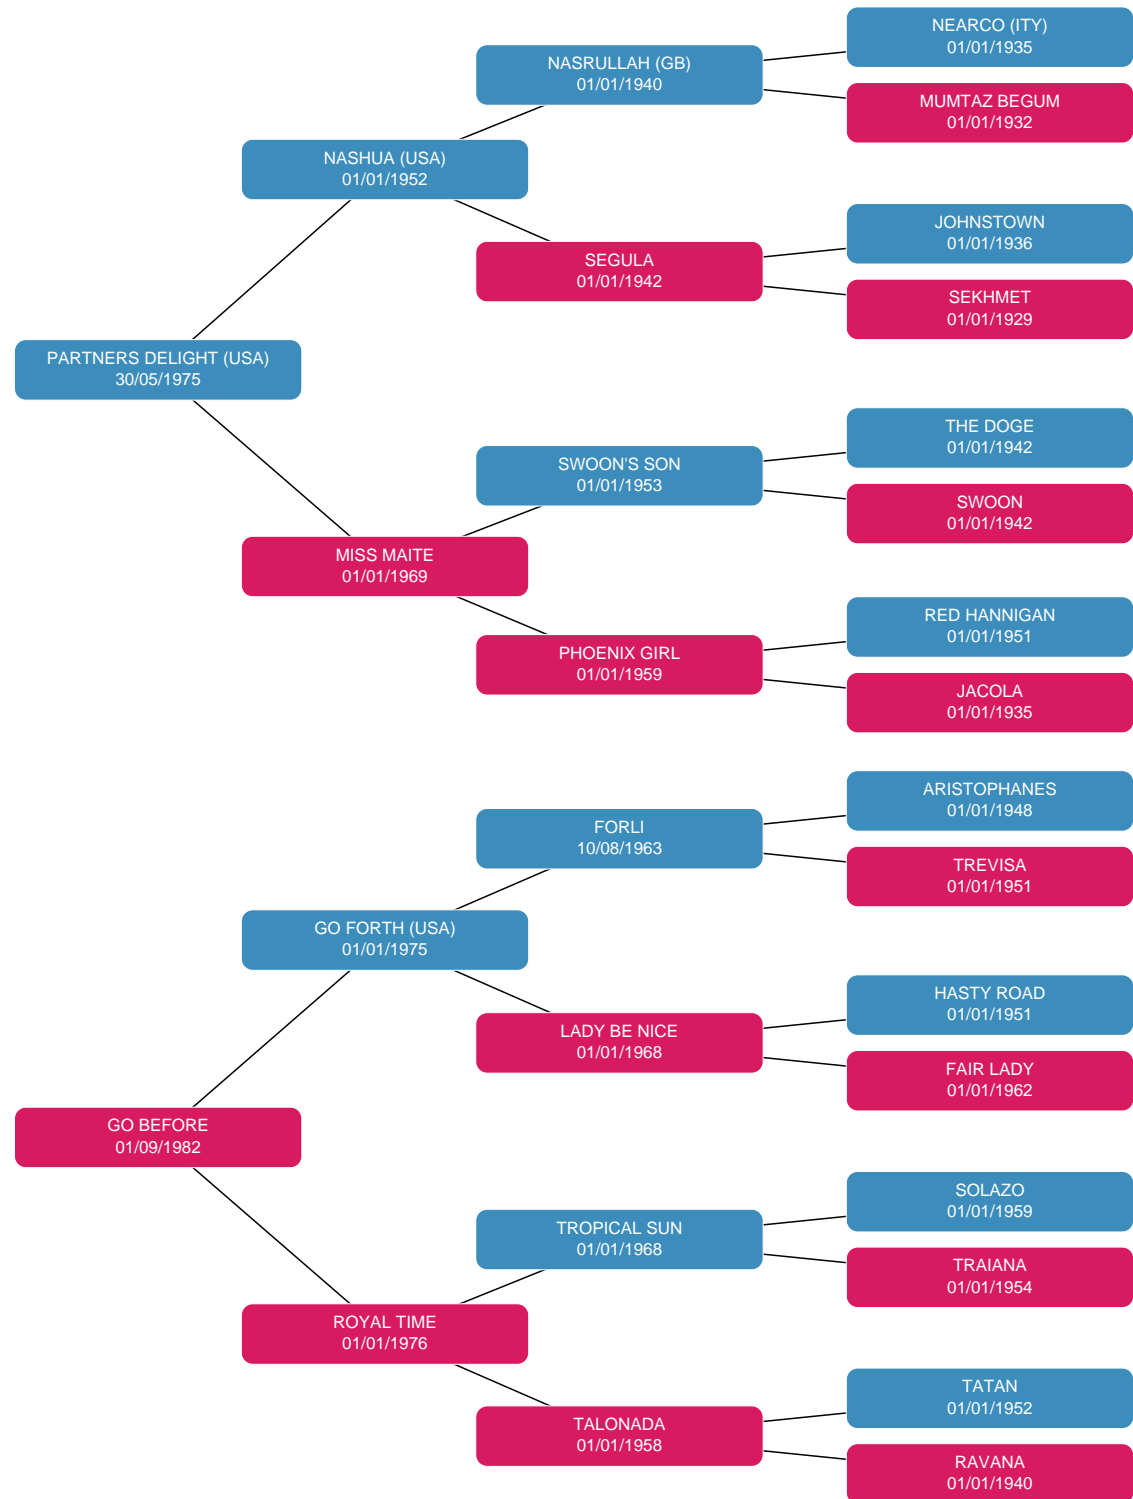 NEARCO (ITY)
01/01/1935
NASRULLAH (GB)
01/01/1940
MUMTAZ BEGUM
01/01/1932
NASHUA (USA)
01/01/1952
JOHNSTOWN
01/01/1936
SEGULA
01/01/1942
SEKHMET
01/01/1929
PARTNERS DELIGHT (USA)
30/05/1975
THE DOGE
01/01/1942
SWOON'S SON
01/01/1953
SWOON
01/01/1942
MISS MAITE
01/01/1969
RED HANNIGAN
01/01/1951
PHOENIX GIRL
01/01/1959
JACOLA
01/01/1935
ARISTOPHANES
01/01/1948
FORLI
10/08/1963
TREVISA
01/01/1951
GO FORTH (USA)
01/01/1975
HASTY ROAD
01/01/1951
LADY BE NICE
01/01/1968
FAIR LADY
01/01/1962
GO BEFORE
01/09/1982
SOLAZO
01/01/1959
TROPICAL SUN
01/01/1968
TRAIANA
01/01/1954
ROYAL TIME
01/01/1976
TATAN
01/01/1952
TALONADA
01/01/1958
RAVANA
01/01/1940